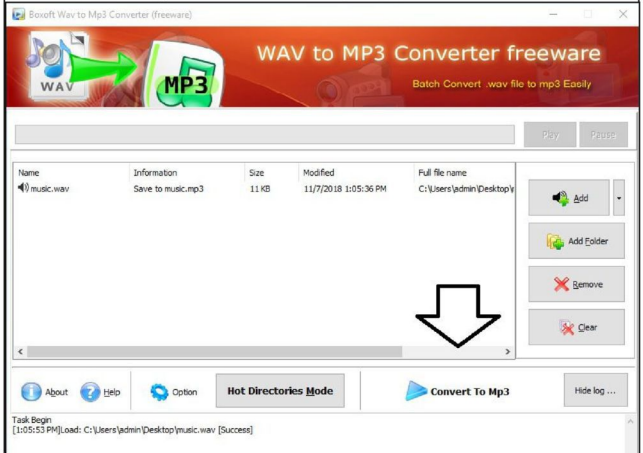 Boxoft Wav to Mp3 Converter (freeware)
WAV to MP3 Converter freeware
WAV
MP3
Batch Convert .wav file to mp3 Easily
Play Pause
Name Information Size Modified Full file name
music.wav Save to music.mp3 11 KB 11/7/2018 1:05:36 PM C:\Users\admin\Desktop\
Add
Add Folder
Remove
Clear
About Help Option Hot Directories Mode Convert To Mp3 Hide log ...
Task Begin
[1:05:53 PM]Load: C:\Users\admin\Desktop\music.wav [Success]